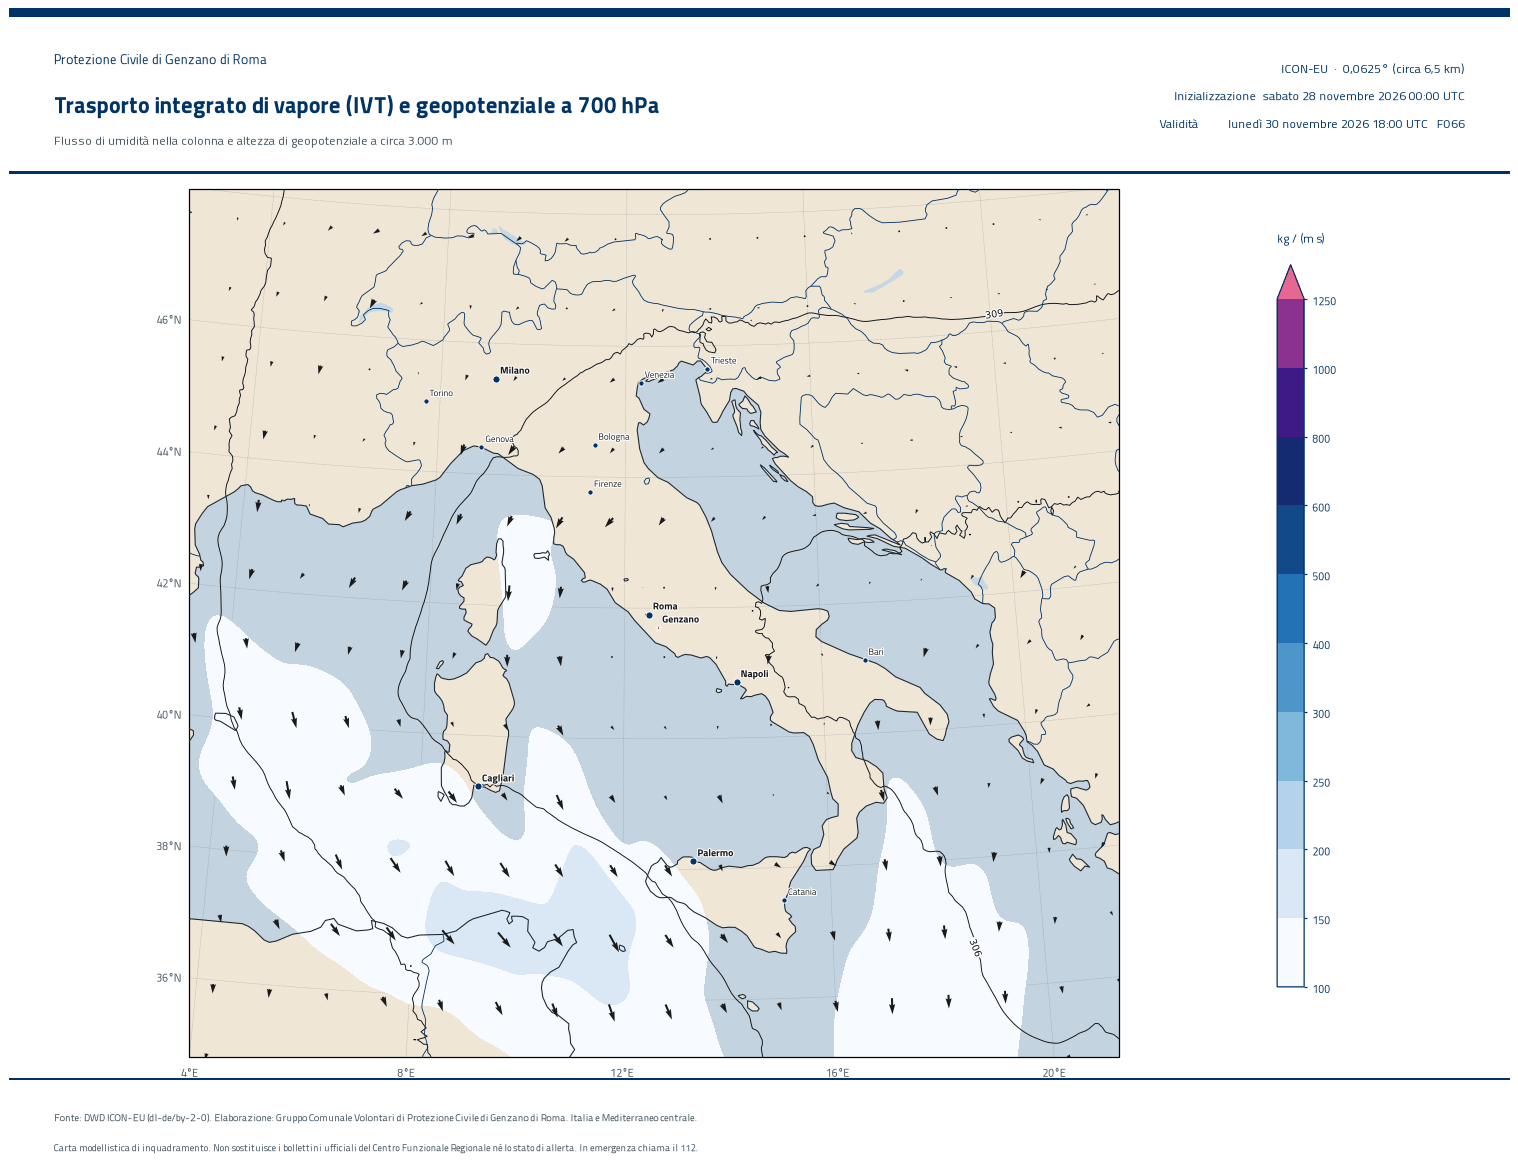 Protezione Civile di Genzano di Roma
Trasporto integrato di vapore (IVT) e geopotenziale a 700 hPa
Flusso di umidità nella colonna e altezza di geopotenziale a circa 3.000 m
ICON-EU · 0,0625° (circa 6,5 km)
Inizializzazione sabato 28 novembre 2026 00:00 UTC
Validità lunedì 30 novembre 2026 18:00 UTC F066
kg / (m s)
1250
1000
800
600
500
400
300
250
200
150
100
46°N
44°N
42°N
40°N
38°N
36°N
4°E
8°E
12°E
16°E
20°E
309
306
Milano
Torino
Venezia
Trieste
Genova
Bologna
Firenze
Roma
Genzano
Napoli
Bari
Cagliari
Palermo
Catania
Fonte: DWD ICON-EU (dl-de/by-2-0). Elaborazione: Gruppo Comunale Volontari di Protezione Civile di Genzano di Roma. Italia e Mediterraneo centrale.
Carta modellistica di inquadramento. Non sostituisce i bollettini ufficiali del Centro Funzionale Regionale né lo stato di allerta. In emergenza chiama il 112.